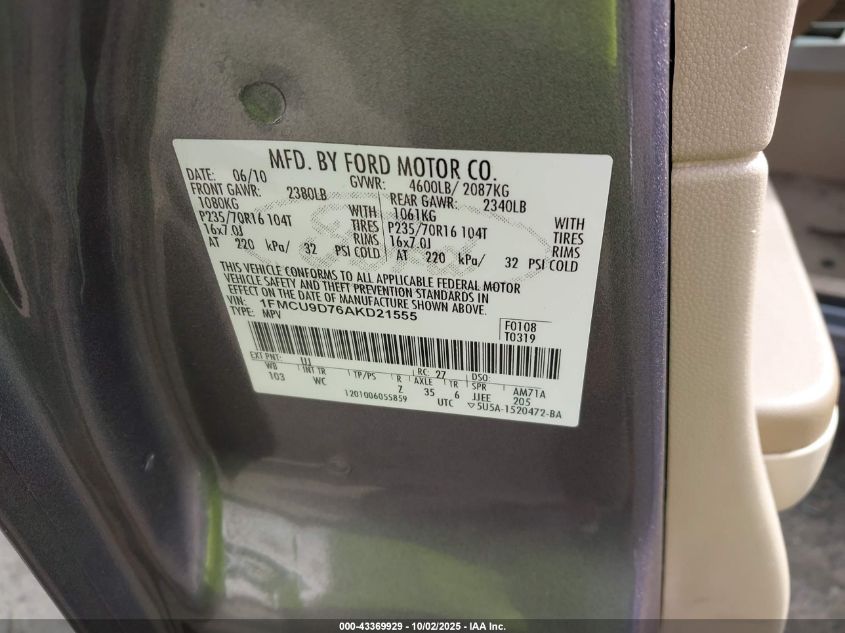 MFD. BY FORD MOTOR CO.
DATE: 06/10 GVWR: 4600LB/ 2087KG
FRONT GAWR: 2380LB REAR GAWR: 2340LB
1080KG WITH 1061KG WITH
P235/70R16 104T TIRES P235/70R16 104T TIRES
16x7.0J RIMS 16x7.0J RIMS
AT 220 kPa/ 32 PSI COLD AT 220 kPa/ 32 PSI COLD
THIS VEHICLE CONFORMS TO ALL APPLICABLE FEDERAL MOTOR
VEHICLE SAFETY AND THEFT PREVENTION STANDARDS IN
EFFECT ON THE DATE OF MANUFACTURE SHOWN ABOVE.
VIN: 1FMCU9D76AKD21555
TYPE: MPV
F0108
T0319
EXT PNT: UJ RC: 27 DSO:
WB INT TR TP/PS R AXLE TR SPR AM71A
103 WC Z 35 6 JJEE 205
1201006055859 UTC ▽5U5A-1520472-BA
Ford
000-43369929 - 10/02/2025 - IAA Inc.